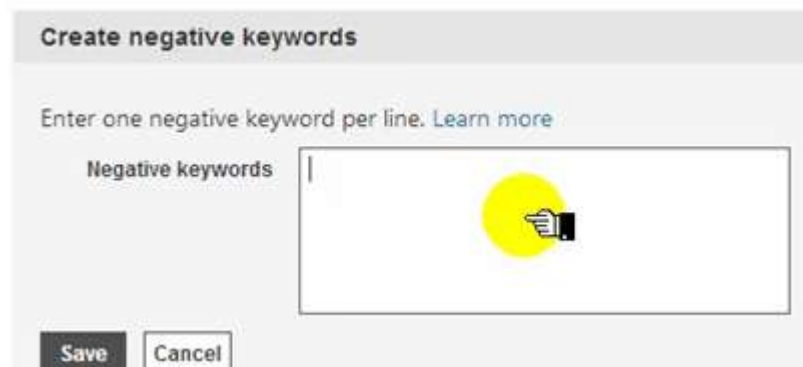 Create negative keywords
Enter one negative keyword per line. Learn more
Negative keywords
Save Cancel